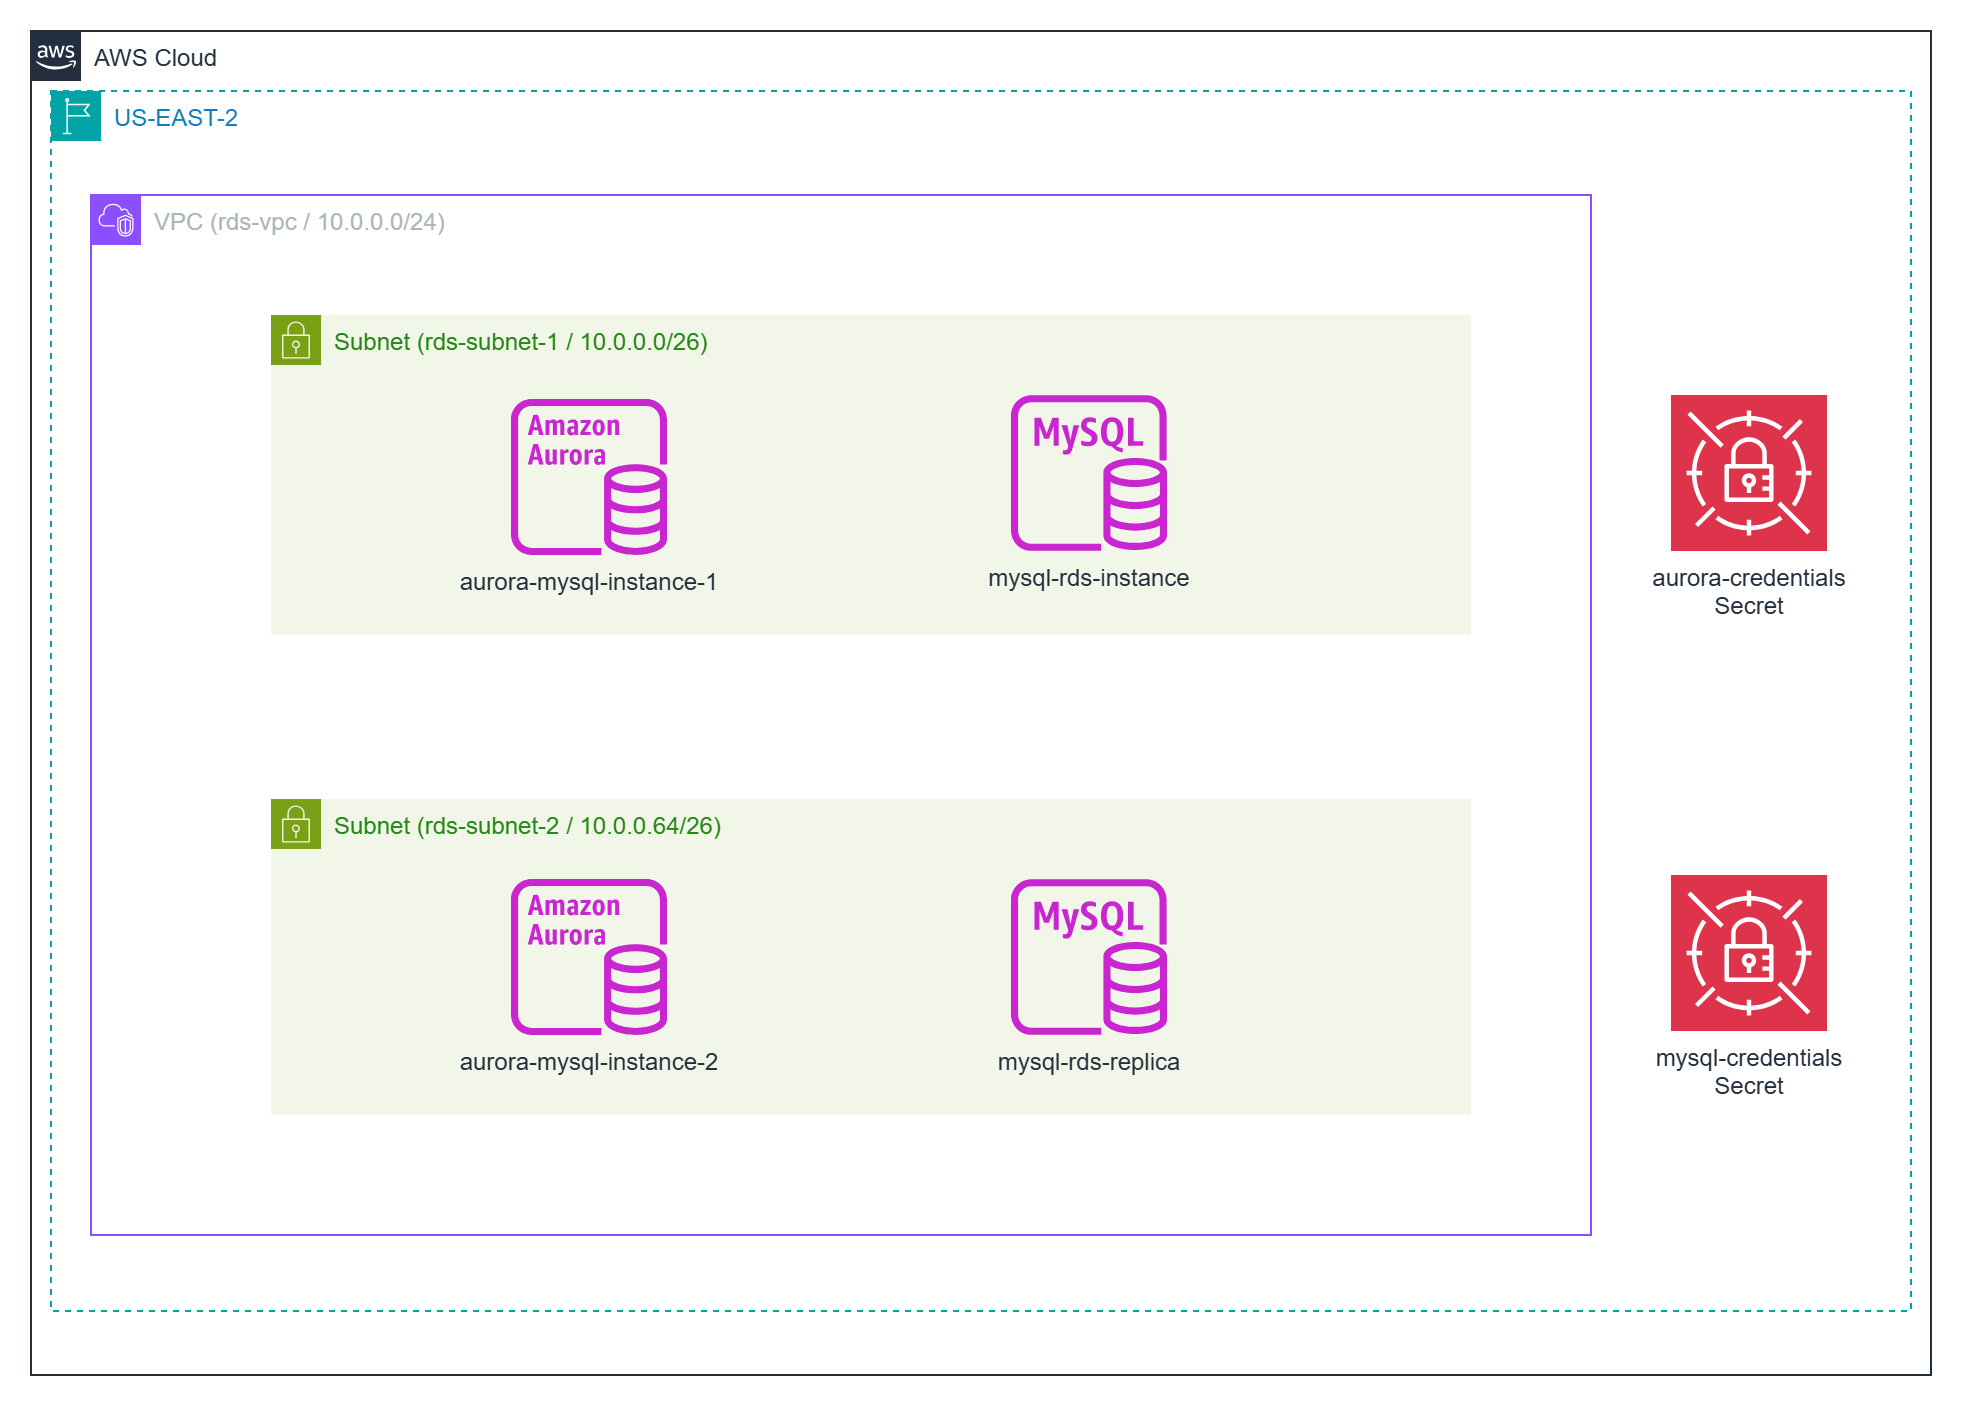 aws
AWS Cloud
US-EAST-2
VPC (rds-vpc / 10.0.0.0/24)
Subnet (rds-subnet-1 / 10.0.0.0/26)
Amazon
Aurora
aurora-mysql-instance-1
MySQL
mysql-rds-instance
aurora-credentials
Secret
Subnet (rds-subnet-2 / 10.0.0.64/26)
Amazon
Aurora
aurora-mysql-instance-2
MySQL
mysql-rds-replica
mysql-credentials
Secret